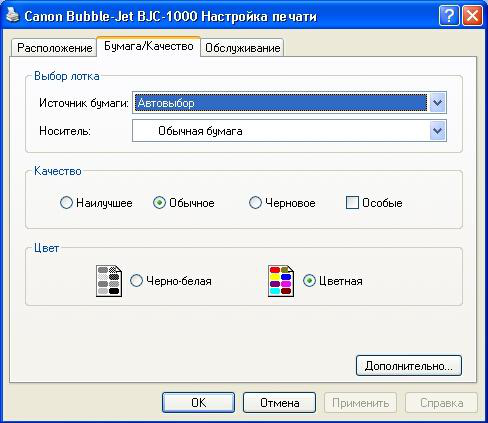 Canon Bubble-Jet BJC-1000 Настройка печати
Расположение Бумага/Качество Обслуживание
Выбор лотка
Источник бумаги: Автовыбор
Носитель: Обычная бумага
Качество
Наилучшее Обычное Черновое Особые
Цвет
Черно-белая Цветная
Дополнительно...
OK Отмена Применить Справка